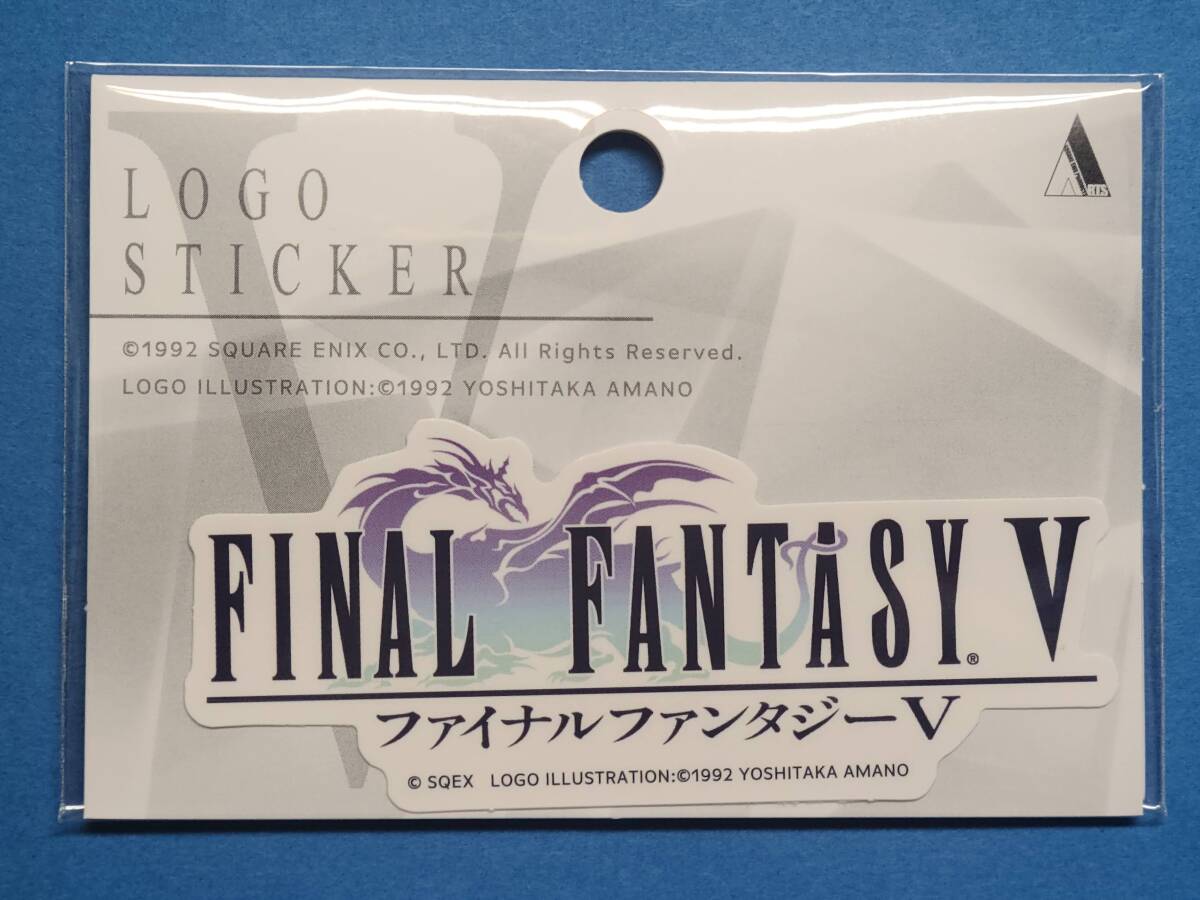 LOGO
STICKER
©1992 SQUARE ENIX CO., LTD. All Rights Reserved.
LOGO ILLUSTRATION:©1992 YOSHITAKA AMANO
FINAL FANTASY® V
ファイナルファンタジーV
© SQEX LOGO ILLUSTRATION:©1992 YOSHITAKA AMANO